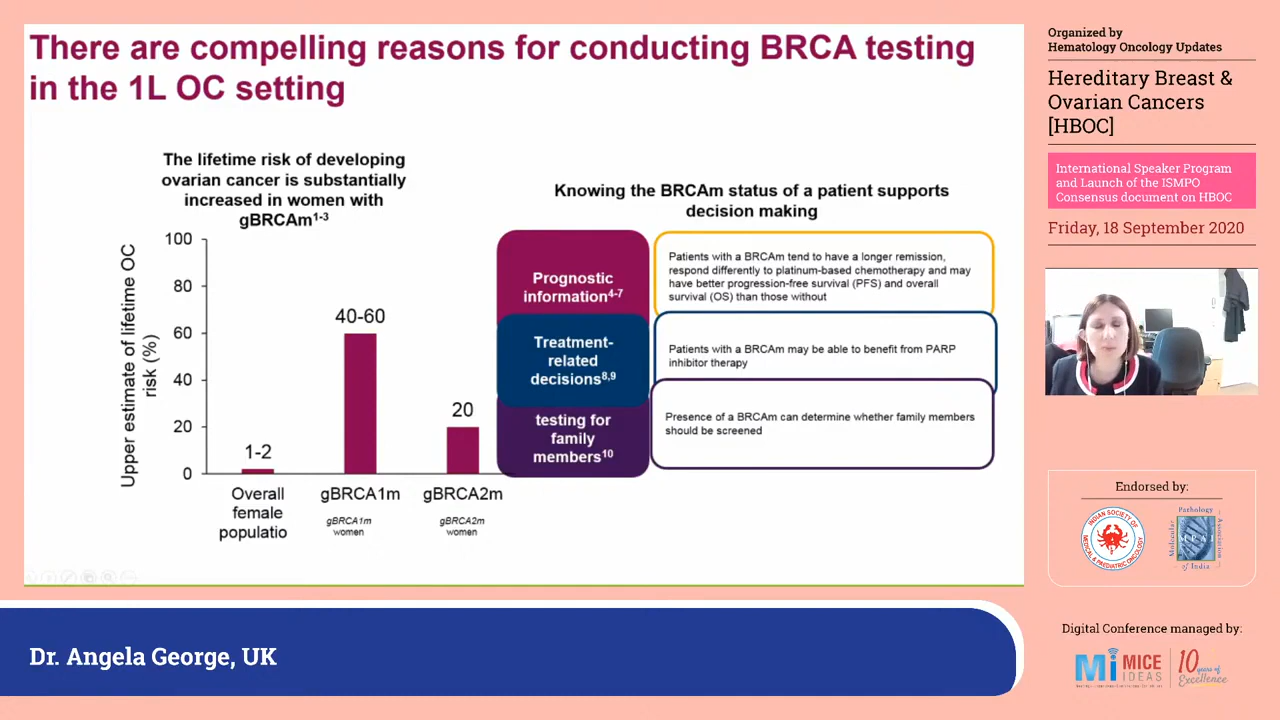 There are compelling reasons for conducting BRCA testing
in the 1L OC setting
The lifetime risk of developing
ovarian cancer is substantially
increased in women with
gBRCAm1-3
Upper estimate of lifetime OC
risk (%)
100
80
60
40
20
0
1-2
40-60
20
Overall
female
populatio
gBRCA1m
gBRCA1m
women
gBRCA2m
gBRCA2m
women
Knowing the BRCAm status of a patient supports
decision making
Prognostic
information4-7
Patients with a BRCAm tend to have a longer remission,
respond differently to platinum-based chemotherapy and may
have better progression-free survival (PFS) and overall
survival (OS) than those without
Treatment-
related
decisions8,9
Patients with a BRCAm may be able to benefit from PARP
inhibitor therapy
testing for
family
members10
Presence of a BRCAm can determine whether family members
should be screened
Dr. Angela George, UK
Organized by
Hematology Oncology Updates
Hereditary Breast &
Ovarian Cancers
[HBOC]
International Speaker Program
and Launch of the ISMPO
Consensus document on HBOC
Friday, 18 September 2020
Endorsed by:
INDIAN SOCIETY OF
MEDICAL & PAEDIATRIC ONCOLOGY
Molecular
Pathology
Association
of India
MPAI
Digital Conference managed by:
Mi MICE
IDEAS
10 years of
Excellence